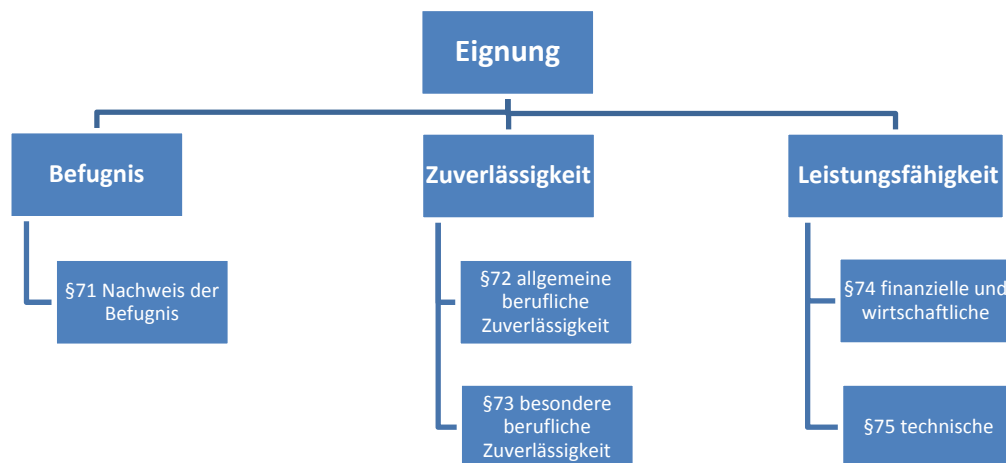 Eignung
Befugnis
Zuverlässigkeit
Leistungsfähigkeit
§71 Nachweis der
Befugnis
§72 allgemeine
berufliche
Zuverlässigkeit
§73 besondere
berufliche
Zuverlässigkeit
§74 finanzielle und
wirtschaftliche
§75 technische